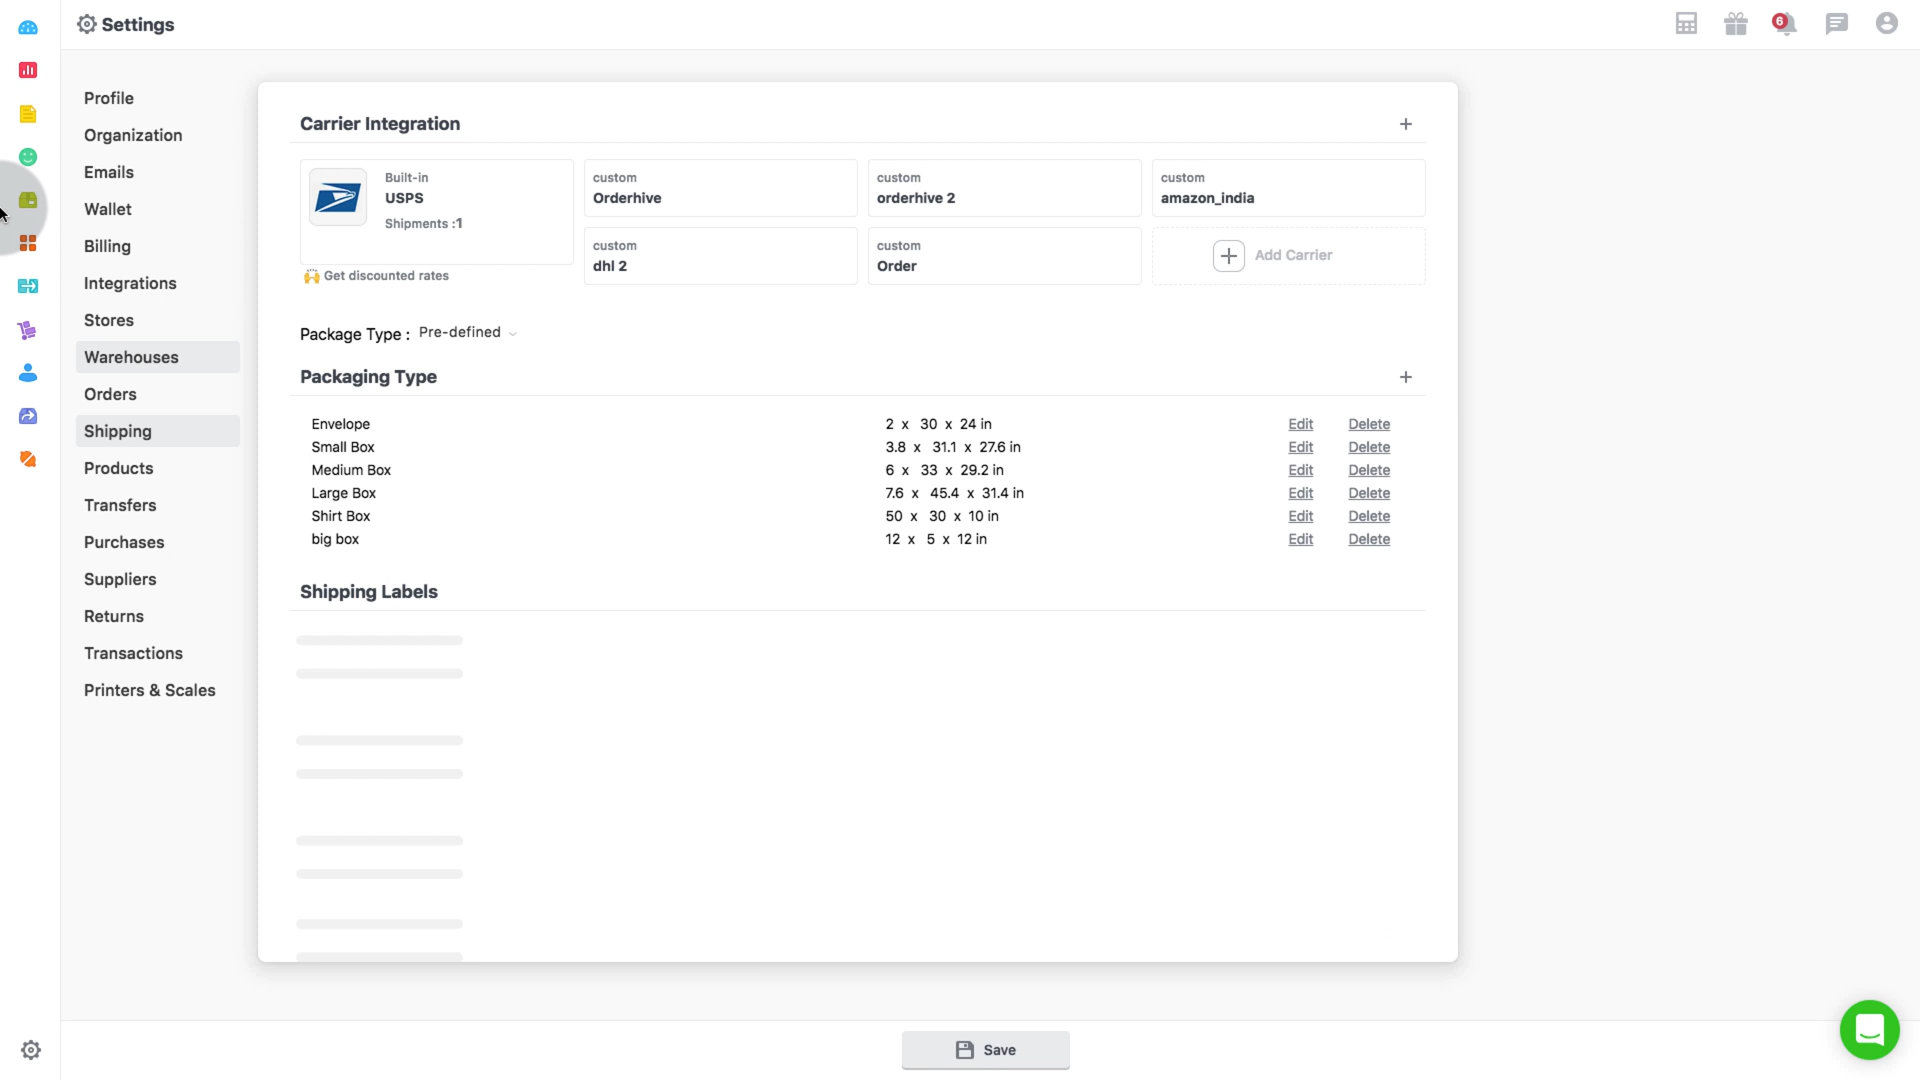 Settings
6
Profile
Organization
Emails
Wallet
Billing
Integrations
Stores
Warehouses
Orders
Shipping
Products
Transfers
Purchases
Suppliers
Returns
Transactions
Printers & Scales
Carrier Integration
Built-in
USPS
Shipments :1
🙌 Get discounted rates
custom
Orderhive
custom
orderhive 2
custom
amazon_india
custom
dhl 2
custom
Order
Add Carrier
Package Type : Pre-defined
Packaging Type
Envelope 2 x 30 x 24 in Edit Delete
Small Box 3.8 x 31.1 x 27.6 in Edit Delete
Medium Box 6 x 33 x 29.2 in Edit Delete
Large Box 7.6 x 45.4 x 31.4 in Edit Delete
Shirt Box 50 x 30 x 10 in Edit Delete
big box 12 x 5 x 12 in Edit Delete
Shipping Labels
Save